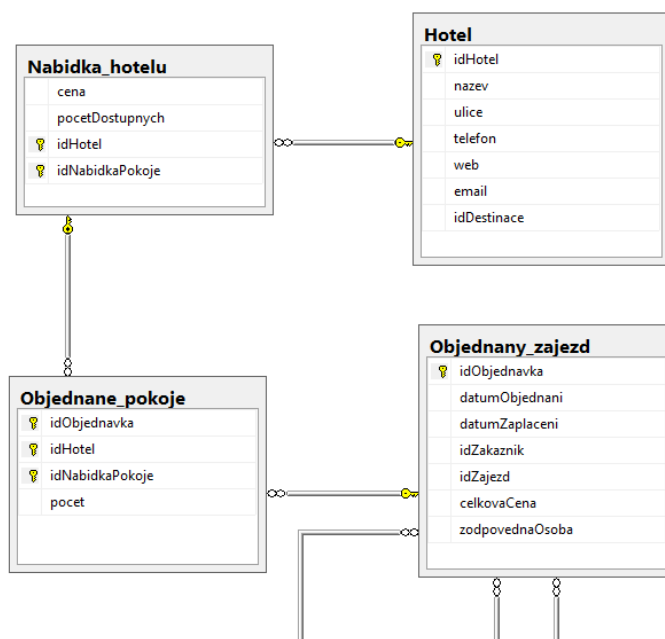 Nabidka_hotelu
cena
pocetDostupnych
idHotel
idNabidkaPokoje
Hotel
idHotel
nazev
ulice
telefon
web
email
idDestinace
Objednane_pokoje
idObjednavka
idHotel
idNabidkaPokoje
pocet
Objednany_zajezd
idObjednavka
datumObjednani
datumZaplaceni
idZakaznik
idZajezd
celkovaCena
zodpovednaOsoba